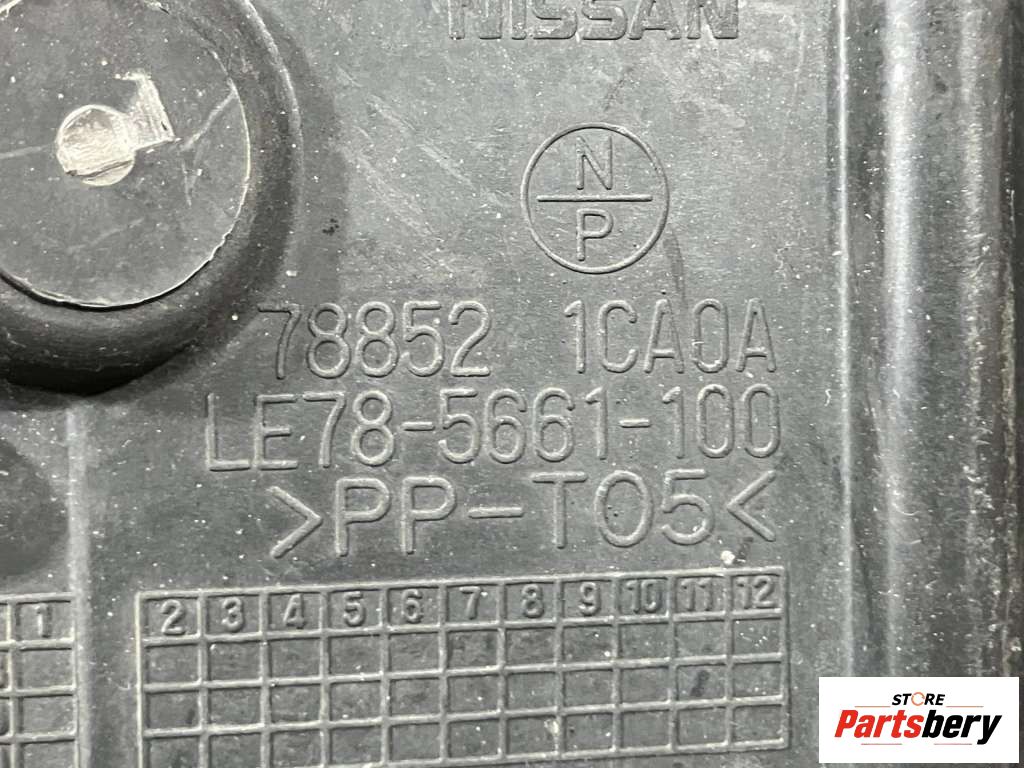 NISSAN
N
P
78852 1CA0A
LE78-5661-100
>PP-T05<
1 2 3 4 5 6 7 8 9 10 11 12
STORE
Partsbery